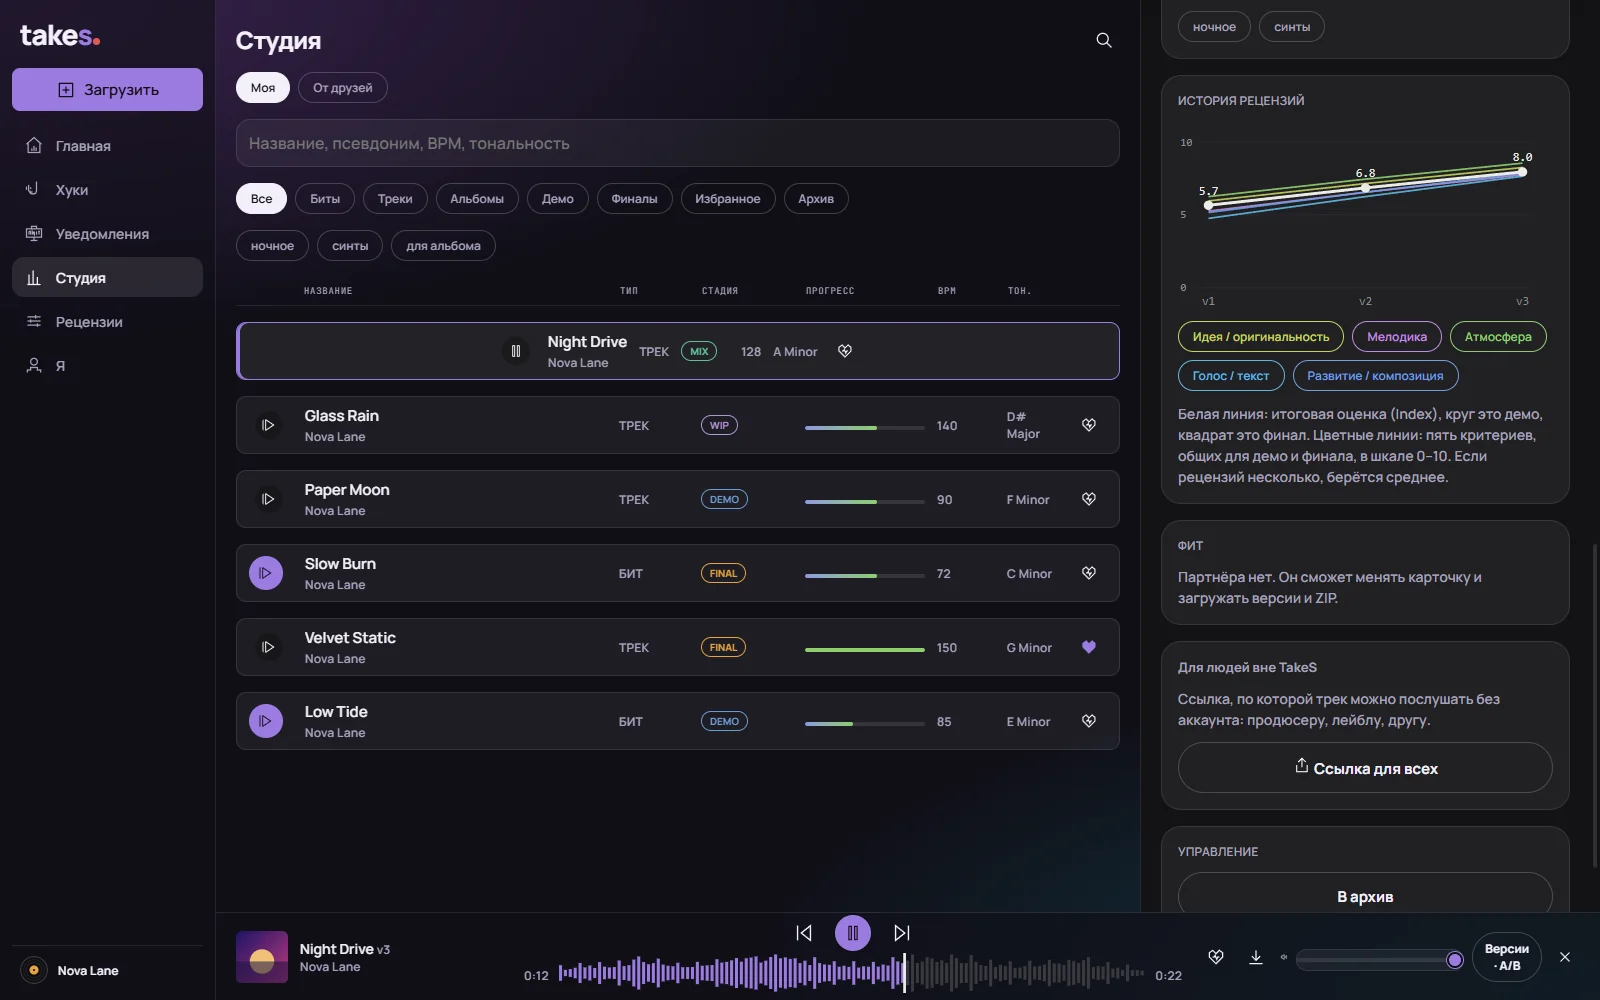 takes.
Загрузить
Главная
Хуки
Уведомления
Студия
Рецензии
Я
Nova Lane
Студия
Моя
От друзей
Название, псевдоним, BPM, тональность
Все
Биты
Треки
Альбомы
Демо
Финалы
Избранное
Архив
ночное
синты
для альбома
НАЗВАНИЕ ТИП СТАДИЯ ПРОГРЕСС BPM ТОН.
Night Drive
Nova Lane
ТРЕК MIX 128 A Minor
Glass Rain
Nova Lane
ТРЕК WIP 140 D#
Major
Paper Moon
Nova Lane
ТРЕК DEMO 90 F Minor
Slow Burn
Nova Lane
БИТ FINAL 72 C Minor
Velvet Static
Nova Lane
ТРЕК FINAL 150 G Minor
Low Tide
Nova Lane
БИТ DEMO 85 E Minor
ночное
синты
ИСТОРИЯ РЕЦЕНЗИЙ
10
5
0
5.7
6.8
8.0
v1 v2 v3
Идея / оригинальность
Мелодика
Атмосфера
Голос / текст
Развитие / композиция
Белая линия: итоговая оценка (Index), круг это демо,
квадрат это финал. Цветные линии: пять критериев,
общих для демо и финала, в шкале 0–10. Если
рецензий несколько, берётся среднее.
ФИТ
Партнёра нет. Он сможет менять карточку и
загружать версии и ZIP.
Для людей вне TakeS
Ссылка, по которой трек можно послушать без
аккаунта: продюсеру, лейблу, другу.
Ссылка для всех
УПРАВЛЕНИЕ
В архив
Night Drive v3
Nova Lane
0:12
0:22
Версии
· A/B